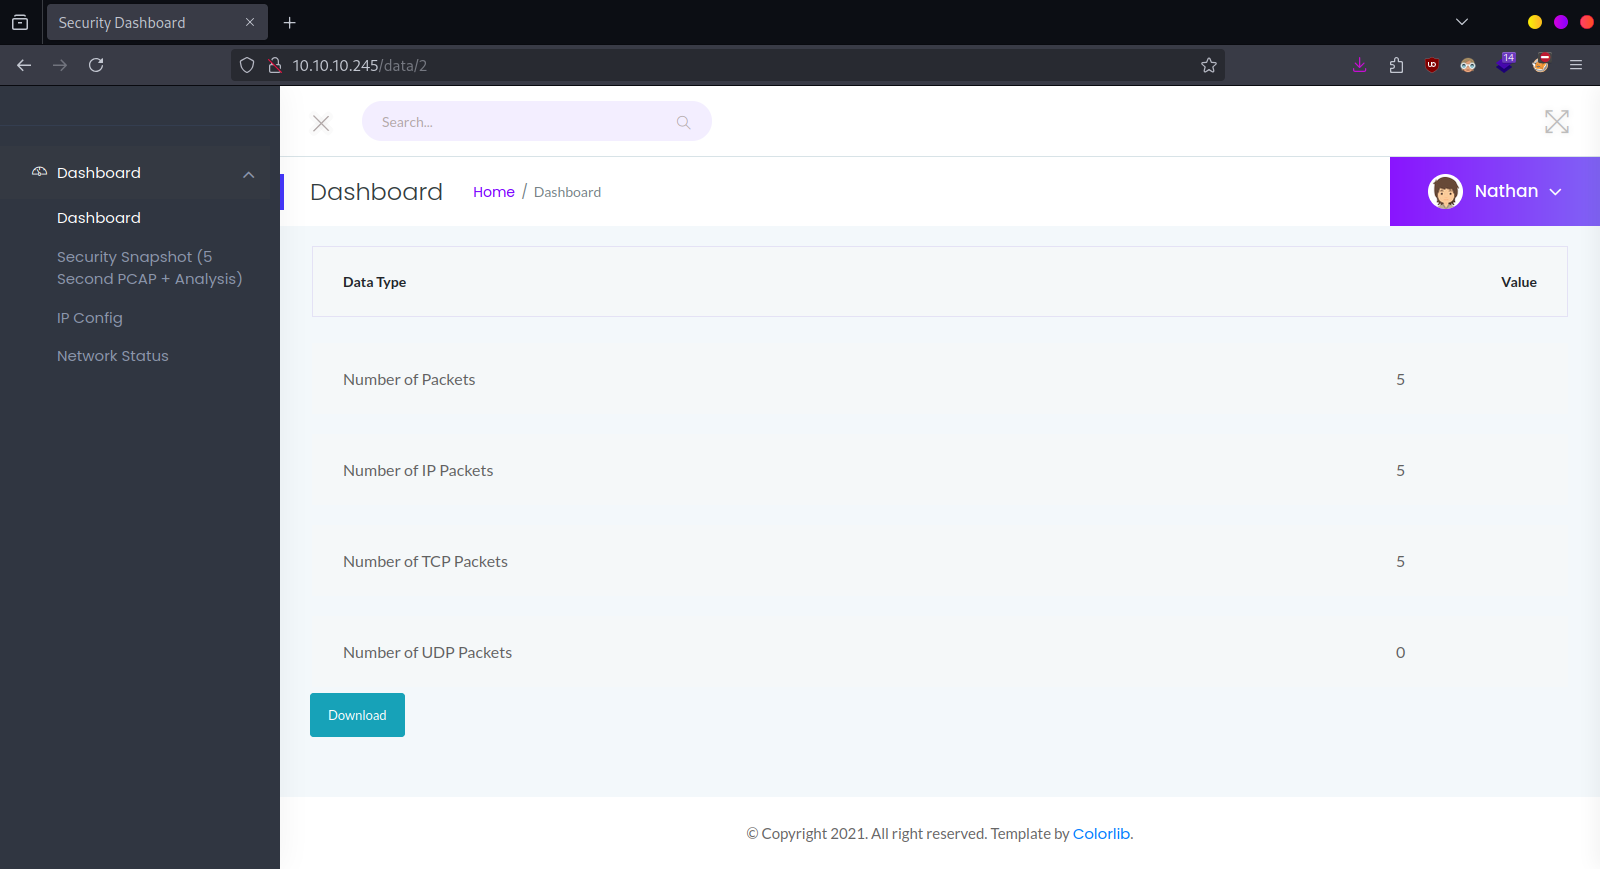 Security Dashboard
10.10.10.245/data/2
14
Search...
Dashboard
Dashboard
Security Snapshot (5
Second PCAP + Analysis)
IP Config
Network Status
Dashboard
Home / Dashboard
Nathan
Data Type Value
Number of Packets 5
Number of IP Packets 5
Number of TCP Packets 5
Number of UDP Packets 0
Download
© Copyright 2021. All right reserved. Template by Colorlib.